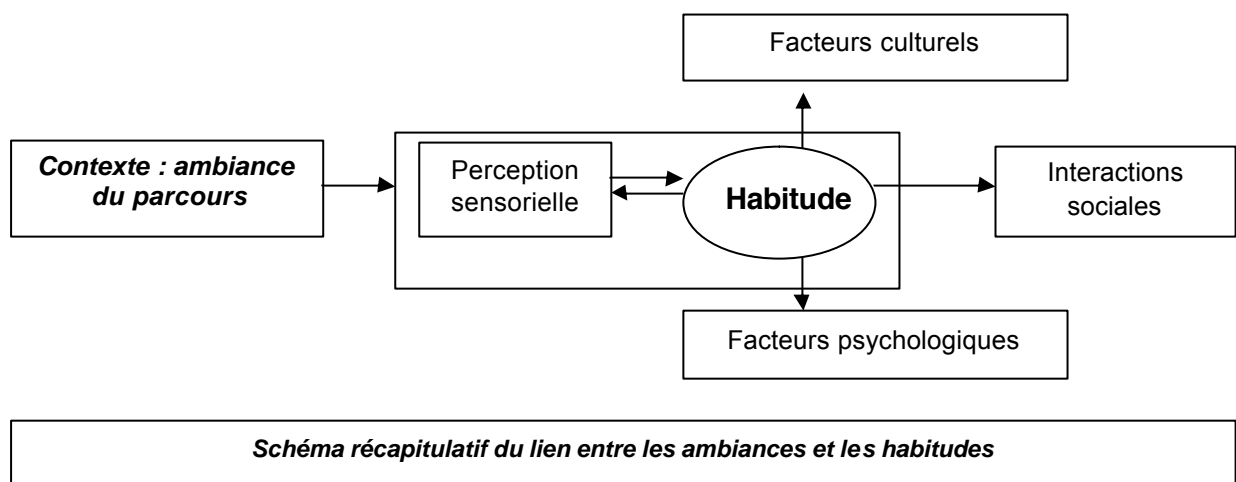 Facteurs culturels
Contexte : ambiance
du parcours
Perception
sensorielle
Habitude
Interactions
sociales
Facteurs psychologiques
Schéma récapitulatif du lien entre les ambiances et les habitudes